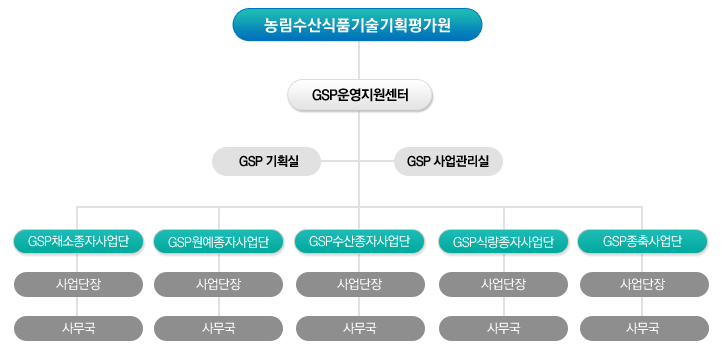 농림수산식품기술기획평가원
GSP운영지원센터
GSP 기획실
GSP 사업관리실
GSP채소종자사업단
GSP원예종자사업단
GSP수산종자사업단
GSP식량종자사업단
GSP종축사업단
사업단장
사업단장
사업단장
사업단장
사업단장
사무국
사무국
사무국
사무국
사무국